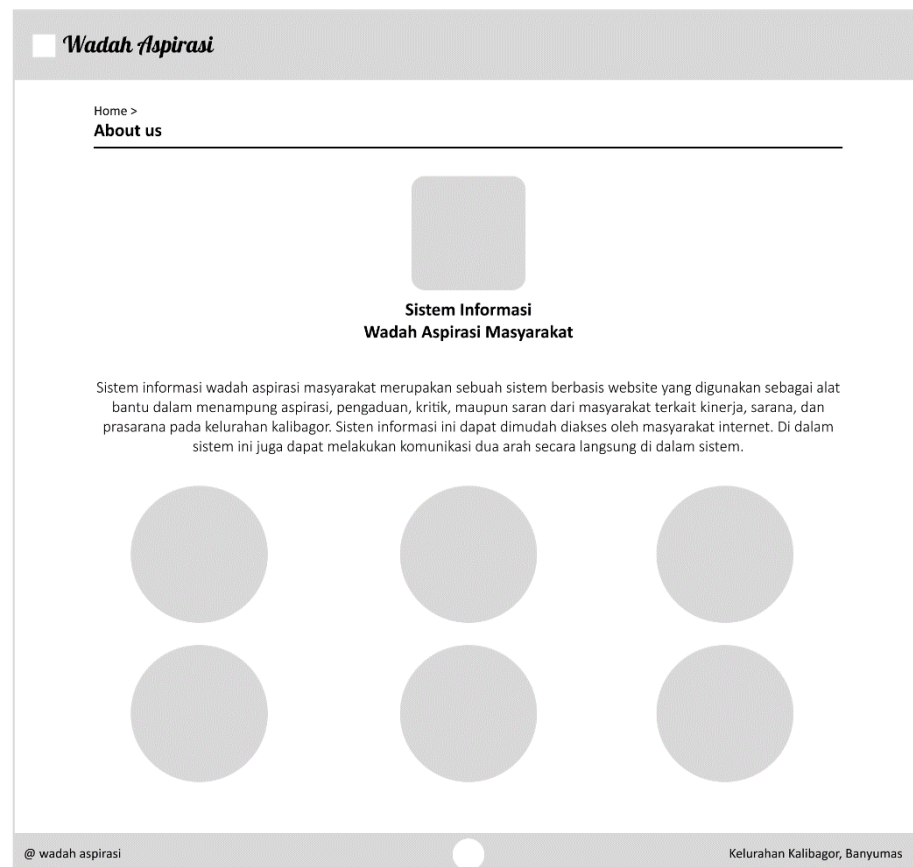 Wadah Aspirasi
Home >
About us
Sistem Informasi
Wadah Aspirasi Masyarakat
Sistem informasi wadah aspirasi masyarakat merupakan sebuah sistem berbasis website yang digunakan sebagai alat
bantu dalam menampung aspirasi, pengaduan, kritik, maupun saran dari masyarakat terkait kinerja, sarana, dan
prasarana pada kelurahan kalibagor. Sisten informasi ini dapat dimudah diakses oleh masyarakat internet. Di dalam
sistem ini juga dapat melakukan komunikasi dua arah secara langsung di dalam sistem.
@ wadah aspirasi
Kelurahan Kalibagor, Banyumas